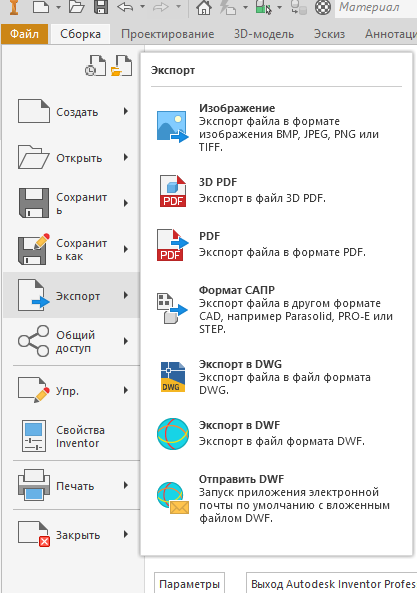 Материал
Файл
Сборка
Проектирование
3D-модель
Эскиз
Аннотаци
Создать
Открыть
Сохранит
ь
Сохранит
ь как
Экспорт
Общий
доступ
Упр.
Свойства
Inventor
Печать
Закрыть
Экспорт
Изображение
Экспорт файла в формате
изображения BMP, JPEG, PNG или
TIFF.
PDF
3D PDF
Экспорт в файл 3D PDF.
PDF
PDF
Экспорт файла в формате PDF.
Формат САПР
Экспорт файла в другом формате
CAD, например Parasolid, PRO-E или
STEP.
DWG
Экспорт в DWG
Экспорт файла в файл формата
DWG.
Экспорт в DWF
Экспорт в файл формата DWF.
Отправить DWF
Запуск приложения электронной
почты по умолчанию с вложенным
файлом DWF.
Параметры
Выход Autodesk Inventor Profes